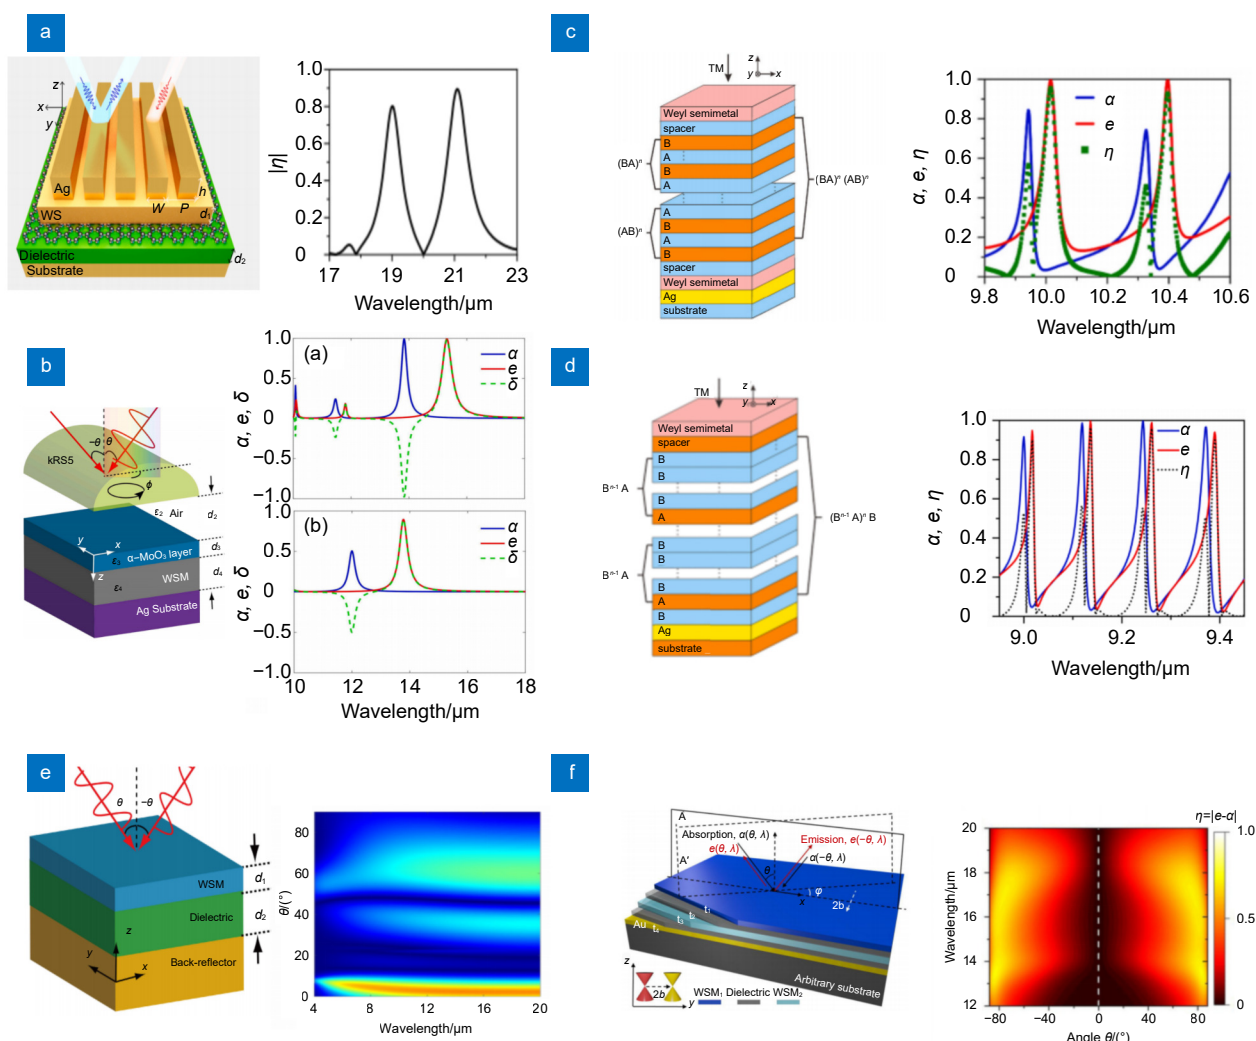 a
z
x
y
Ag
h
WS
W
P
d₁
Dielectric
d₂
Substrate
1.0
0.8
0.6
0.4
0.2
0
|η|
17
19
21
23
Wavelength/μm
c
TM
z
y
x
Weyl semimetal
spacer
B
A
B
A
(BA)ⁿ
A
B
A
B
(AB)ⁿ
(BA)ⁿ (AB)ⁿ
spacer
Weyl semimetal
Ag
substrate
1.0
0.8
0.6
0.4
0.2
0
α, e, η
α
e
η
9.8
10.0
10.2
10.4
10.6
Wavelength/μm
b
−θ
θ
kRS5
ϕ
ε₂
Air
d₂
y
x
z
ε₃
α−MoO₃ layer
d₃
WSM
ε₄
d₄
Ag Substrate
(a)
1.0
0.5
0
−0.5
−1.0
α, e, δ
α
e
δ
(b)
1.0
0.5
0
−0.5
−1.0
α, e, δ
α
e
δ
10
12
14
16
18
Wavelength/μm
d
TM
z
y
x
Weyl semimetal
spacer
B
B
B
A
Bⁿ⁻¹ A
B
B
B
A
Bⁿ⁻¹ A
(Bⁿ⁻¹ A)ⁿ B
B
Ag
substrate
1.0
0.8
0.6
0.4
0.2
0
α, e, η
α
e
η
9.0
9.2
9.4
Wavelength/μm
e
θ
−θ
WSM
d₁
Dielectric
d₂
Back-reflector
z
y
x
80
60
40
20
0
θ/(°)
4
8
12
16
20
Wavelength/μm
f
A
A′
Absorption, α(θ, λ)
e(θ, λ)
Emission, e(−θ, λ)
α(−θ, λ)
θ
φ
x
2b
t₁
t₂
t₃
t₄
Au
Arbitrary substrate
z
y
2b
WSM₁ Dielectric WSM₂
η=|e-α|
20
18
16
14
12
Wavelength/μm
−80
−40
0
40
80
Angle θ/(°)
1.0
0.5
0